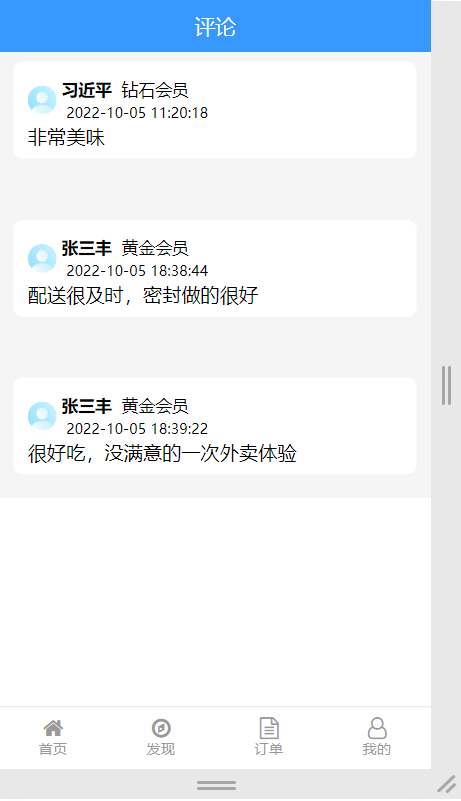 评论
习近平 钻石会员
2022-10-05 11:20:18
非常美味
张三丰 黄金会员
2022-10-05 18:38:44
配送很及时，密封做的很好
张三丰 黄金会员
2022-10-05 18:39:22
很好吃，没满意的一次外卖体验
首页 发现 订单 我的